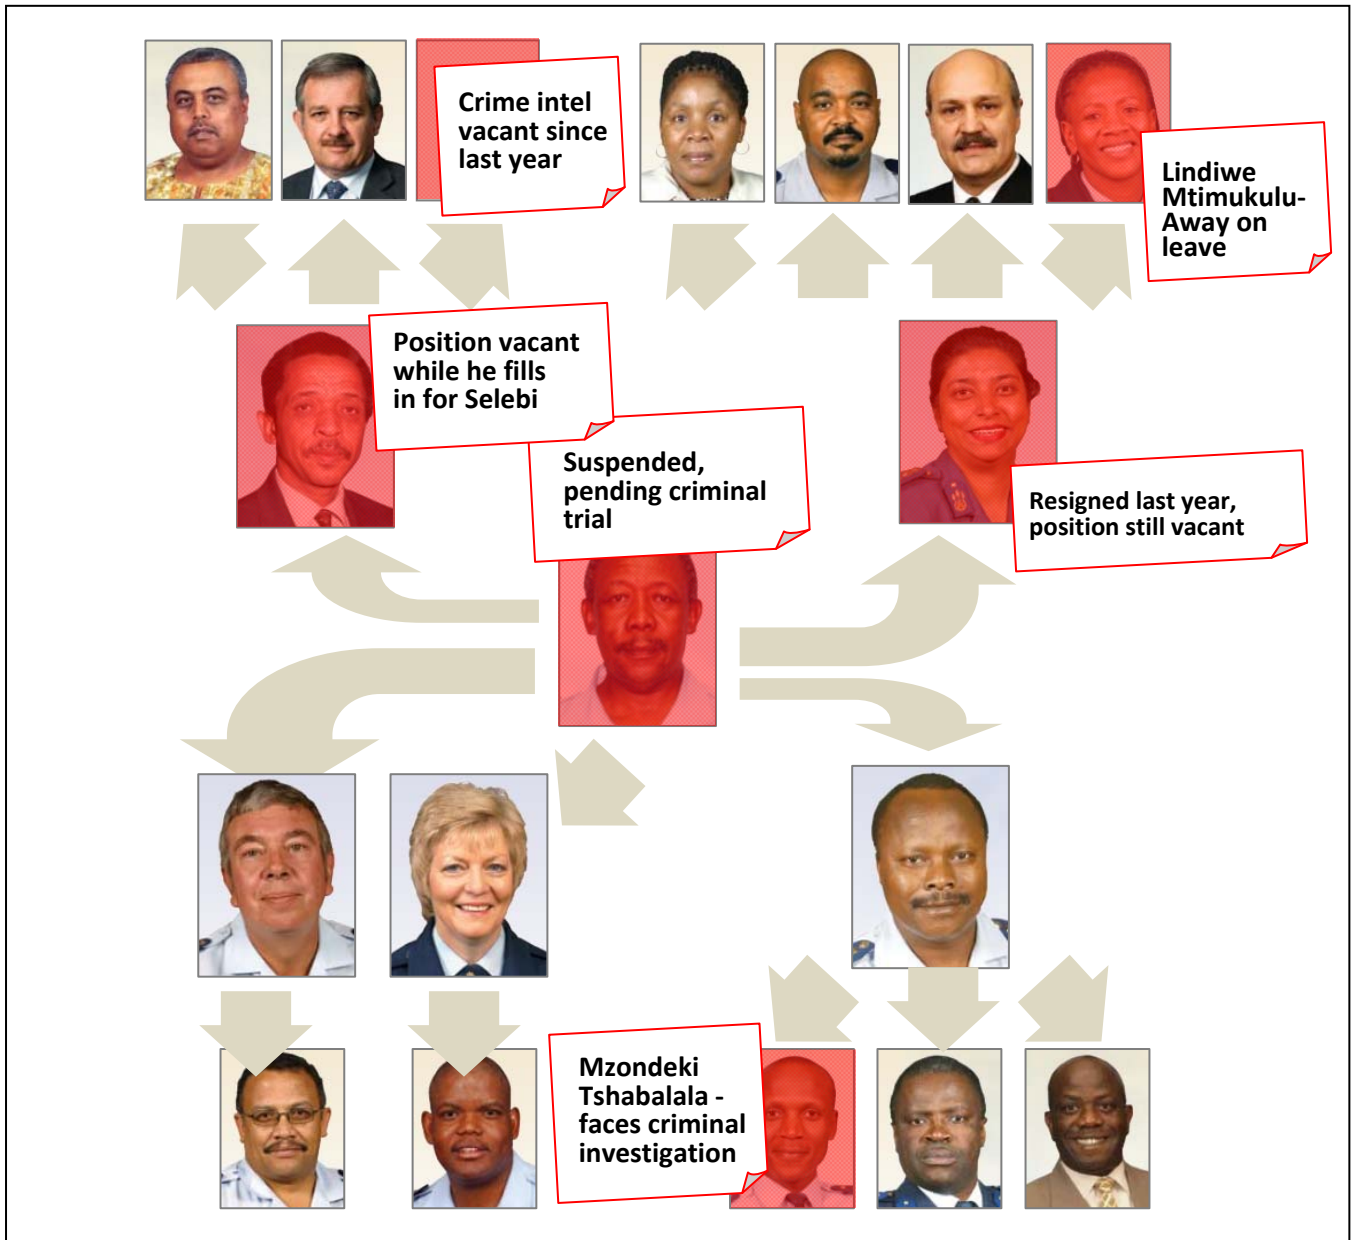 Crime intel
vacant since
last year
Lindiwe
Mtimukulu-
Away on
leave
Position vacant
while he fills
in for Selebi
Suspended,
pending criminal
trial
Resigned last year,
position still vacant
Mzondeki
Tshabalala -
faces criminal
investigation